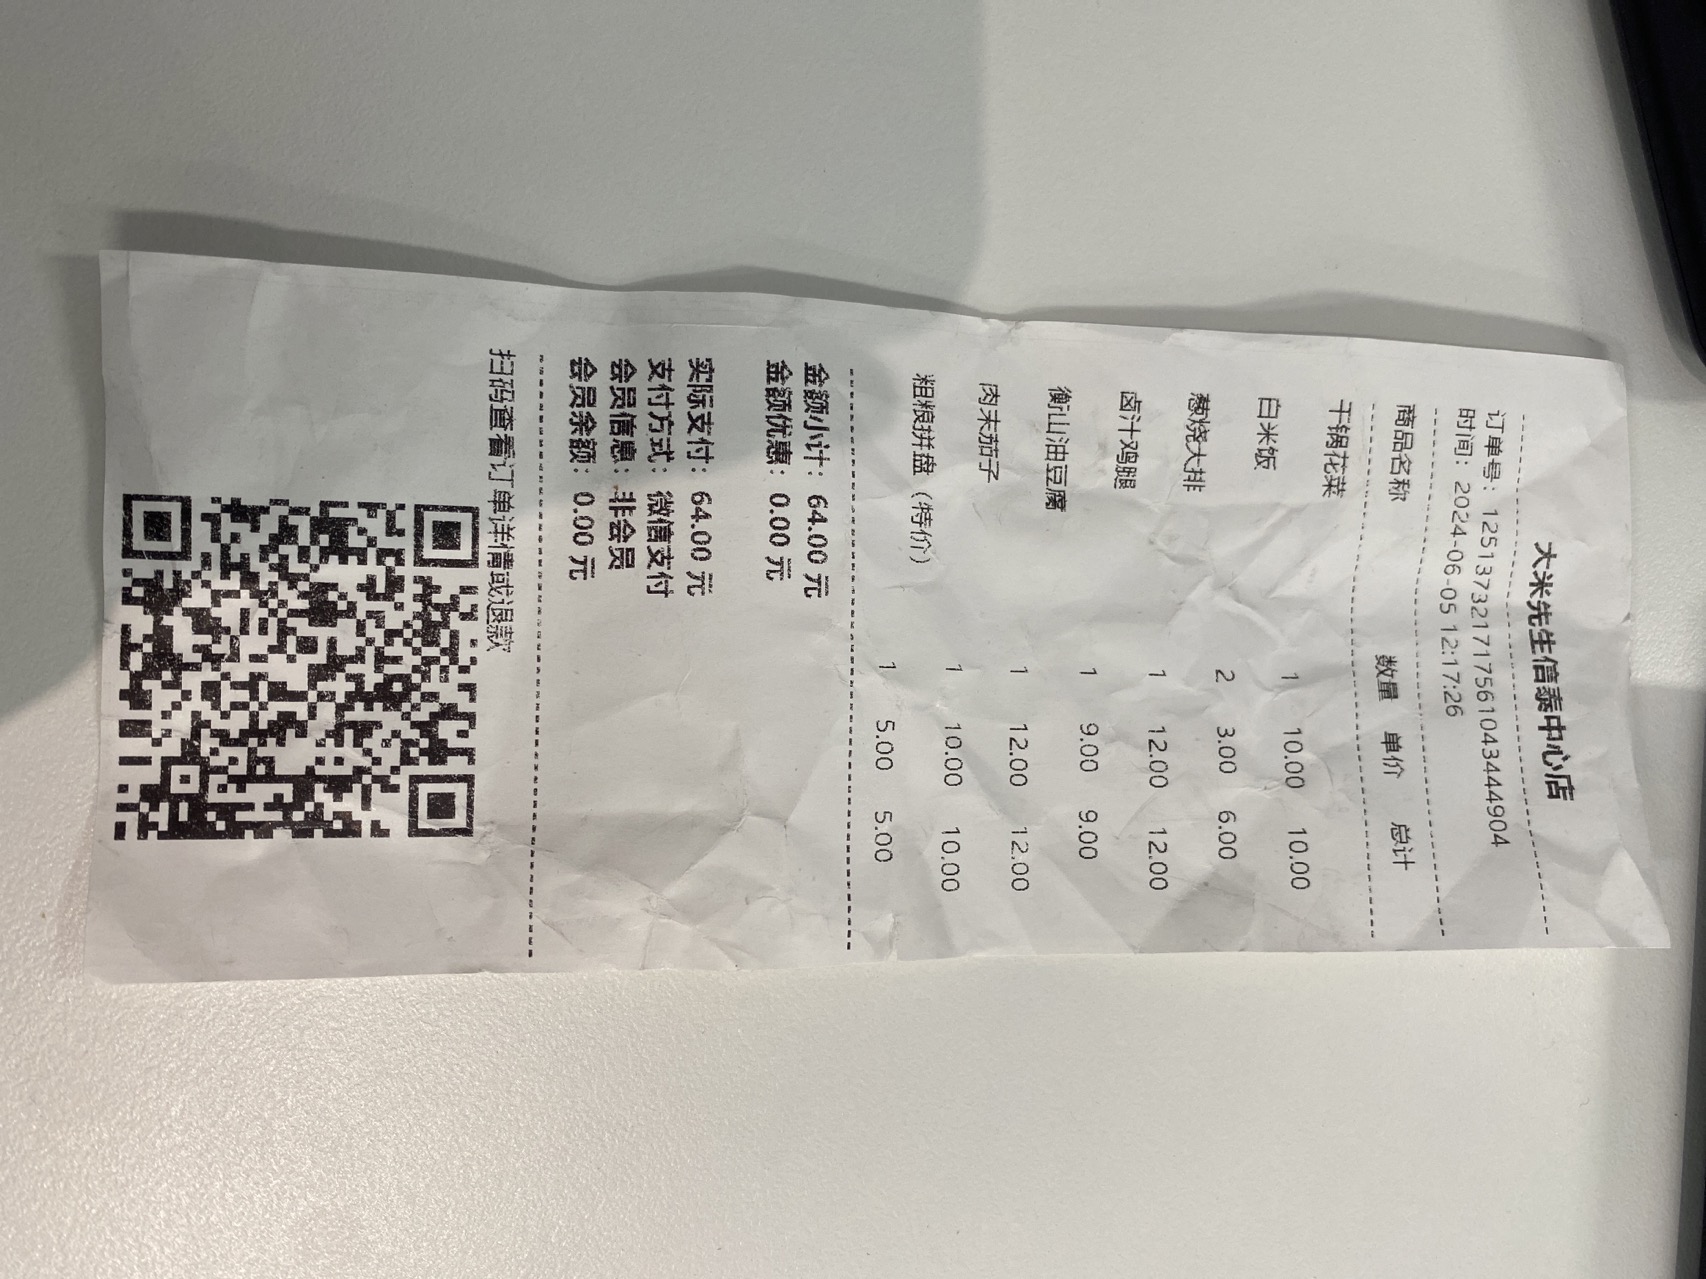 大米先生信泰中心店
订单号：12513732171756104344​4904
时间：2024-06-05 12:17:26
商品名称 数量 单价 总计
干锅花菜
1 10.00 10.00
白米饭
2 3.00 6.00
葱烧大排
1 12.00 12.00
卤汁鸡腿
1 9.00 9.00
衡山油豆腐
1 12.00 12.00
肉末茄子
1 10.00 10.00
粗粮拼盘（特价）
1 5.00 5.00
金额小计：64.00 元
金额优惠：0.00 元
实际支付：64.00 元
支付方式：微信支付
会员信息：非会员
会员余额：0.00 元
扫码查看订单详情或退款